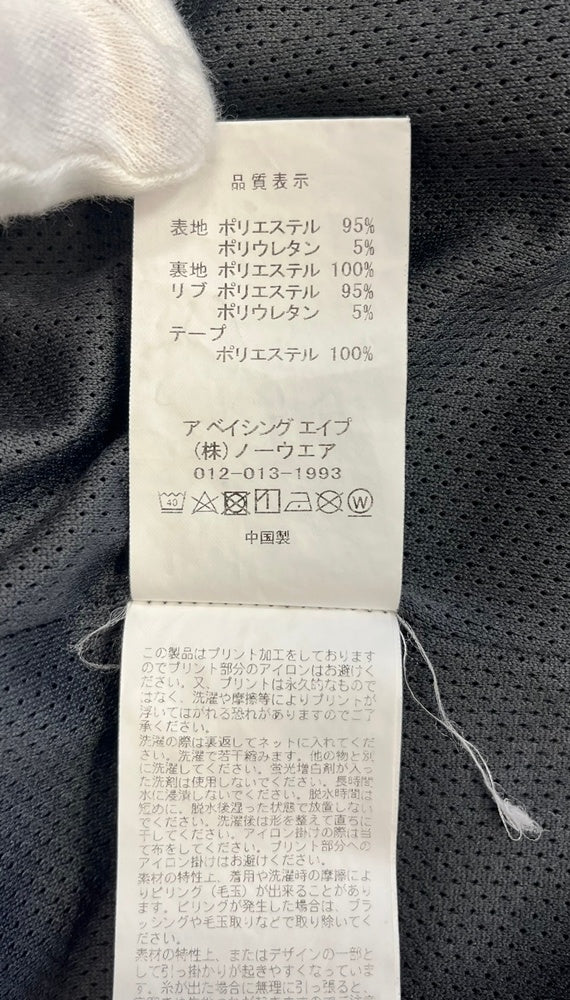 品質表示
表地 ポリエステル 95%
ポリウレタン 5%
裏地 ポリエステル 100%
リブ ポリエステル 95%
ポリウレタン 5%
テープ
ポリエステル 100%
ア ベイシング エイプ
(株)ノーウエア
012-013-1993
40
W
中国製
この製品はプリント加工をしております
のでプリント部分のアイロンはお避けく
ださい。又、プリントは永久的なもので
はなく、洗濯や摩擦等によりプリントが
浮いてはがれる恐れがありますのでご了
承ください。
洗濯の際は裏返してネットに入れてくだ
さい。洗濯で若干縮みます。他の物と別
に洗濯してください。蛍光増白剤が入っ
た洗剤は使用しないでください。長時間
水に浸漬しないでください。脱水時間は
短めに、脱水後湿った状態で放置しない
でください。洗濯後は形を整えて直ちに
干してください。アイロン掛けの際は当
て布をしてください。プリント部分への
アイロン掛けはお避けください。
素材の特性上、着用や洗濯時の摩擦によ
りピリング（毛玉）が出来ることがあり
ます。ピリングが発生した場合は、ブラ
ッシングや毛玉取りなどで取り除いてく
ださい。
素材の特性上、またはデザインの一部と
して引っ掛かりが起きやすくなっていま
す。糸が出た場合に無理に引っ張ると、